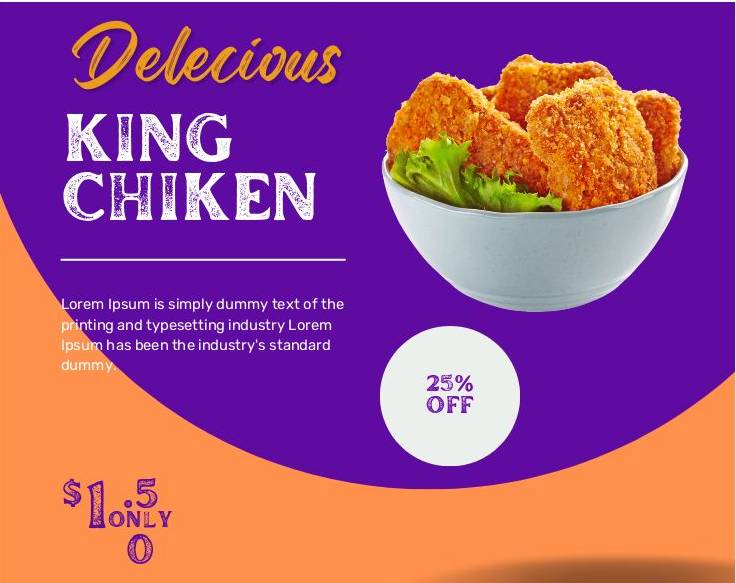 Delecious
KING
CHIKEN
Lorem Ipsum is simply dummy text of the
printing and typesetting industry Lorem
Ipsum has been the industry's standard
dummy.
25%
OFF
$1.5
ONLY
0